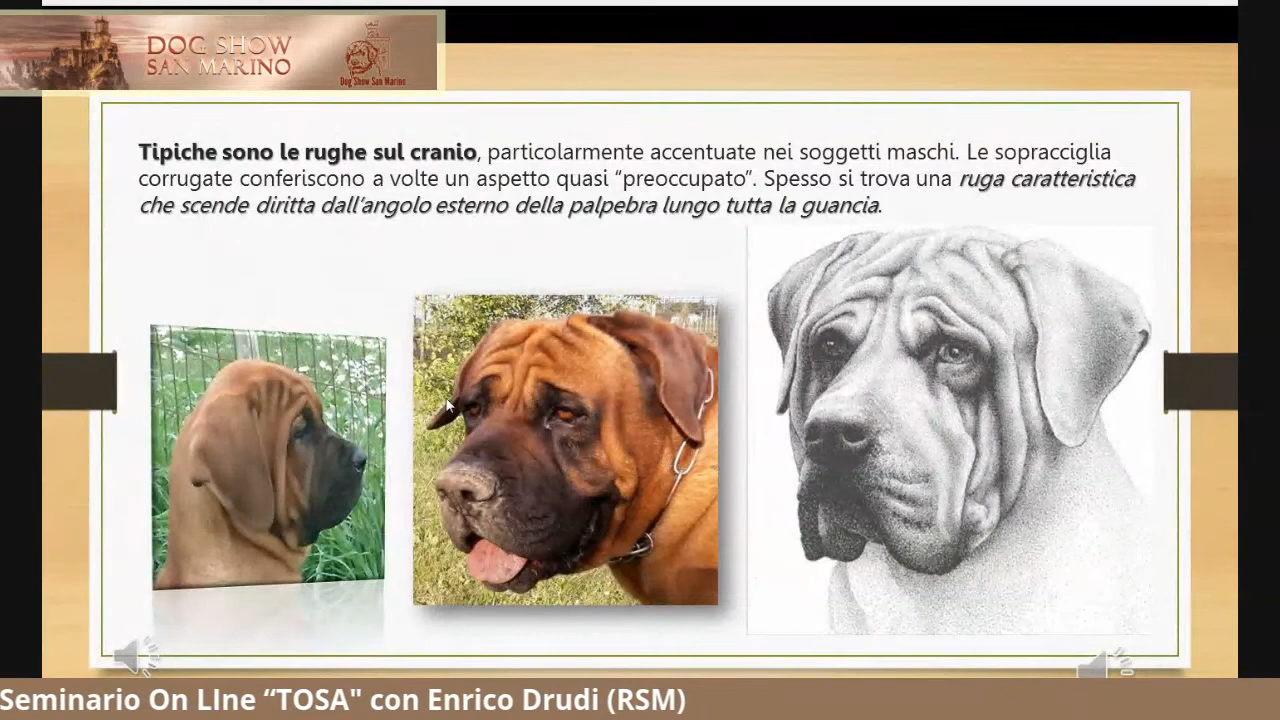 DOG SHOW
SAN MARINO
Dog Show San Marino
Tipiche sono le rughe sul cranio, particolarmente accentuate nei soggetti maschi. Le sopracciglia
corrugate conferiscono a volte un aspetto quasi “preoccupato”. Spesso si trova una ruga caratteristica
che scende diritta dall’angolo esterno della palpebra lungo tutta la guancia.
Seminario On LIne “TOSA" con Enrico Drudi (RSM)